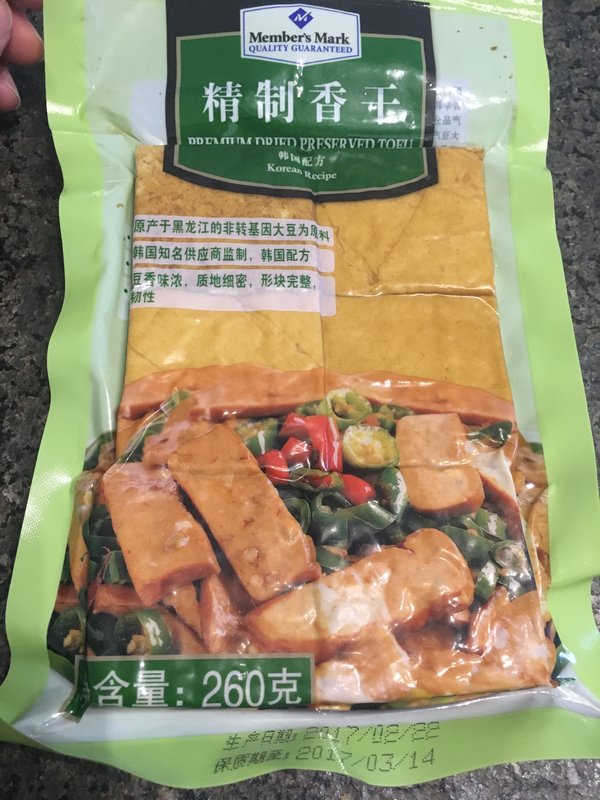 Member's Mark
QUALITY GUARANTEED
精制香干
PREMIUM DRIED PRESERVED TOFU
韩国配方
Korean Recipe
原产于黑龙江的非转基因大豆为原料
韩国知名供应商监制，韩国配方
豆香味浓，质地细密，形块完整，
韧性
含量：260克
生产日期：2017/02/22
保质期至：2017/03/14